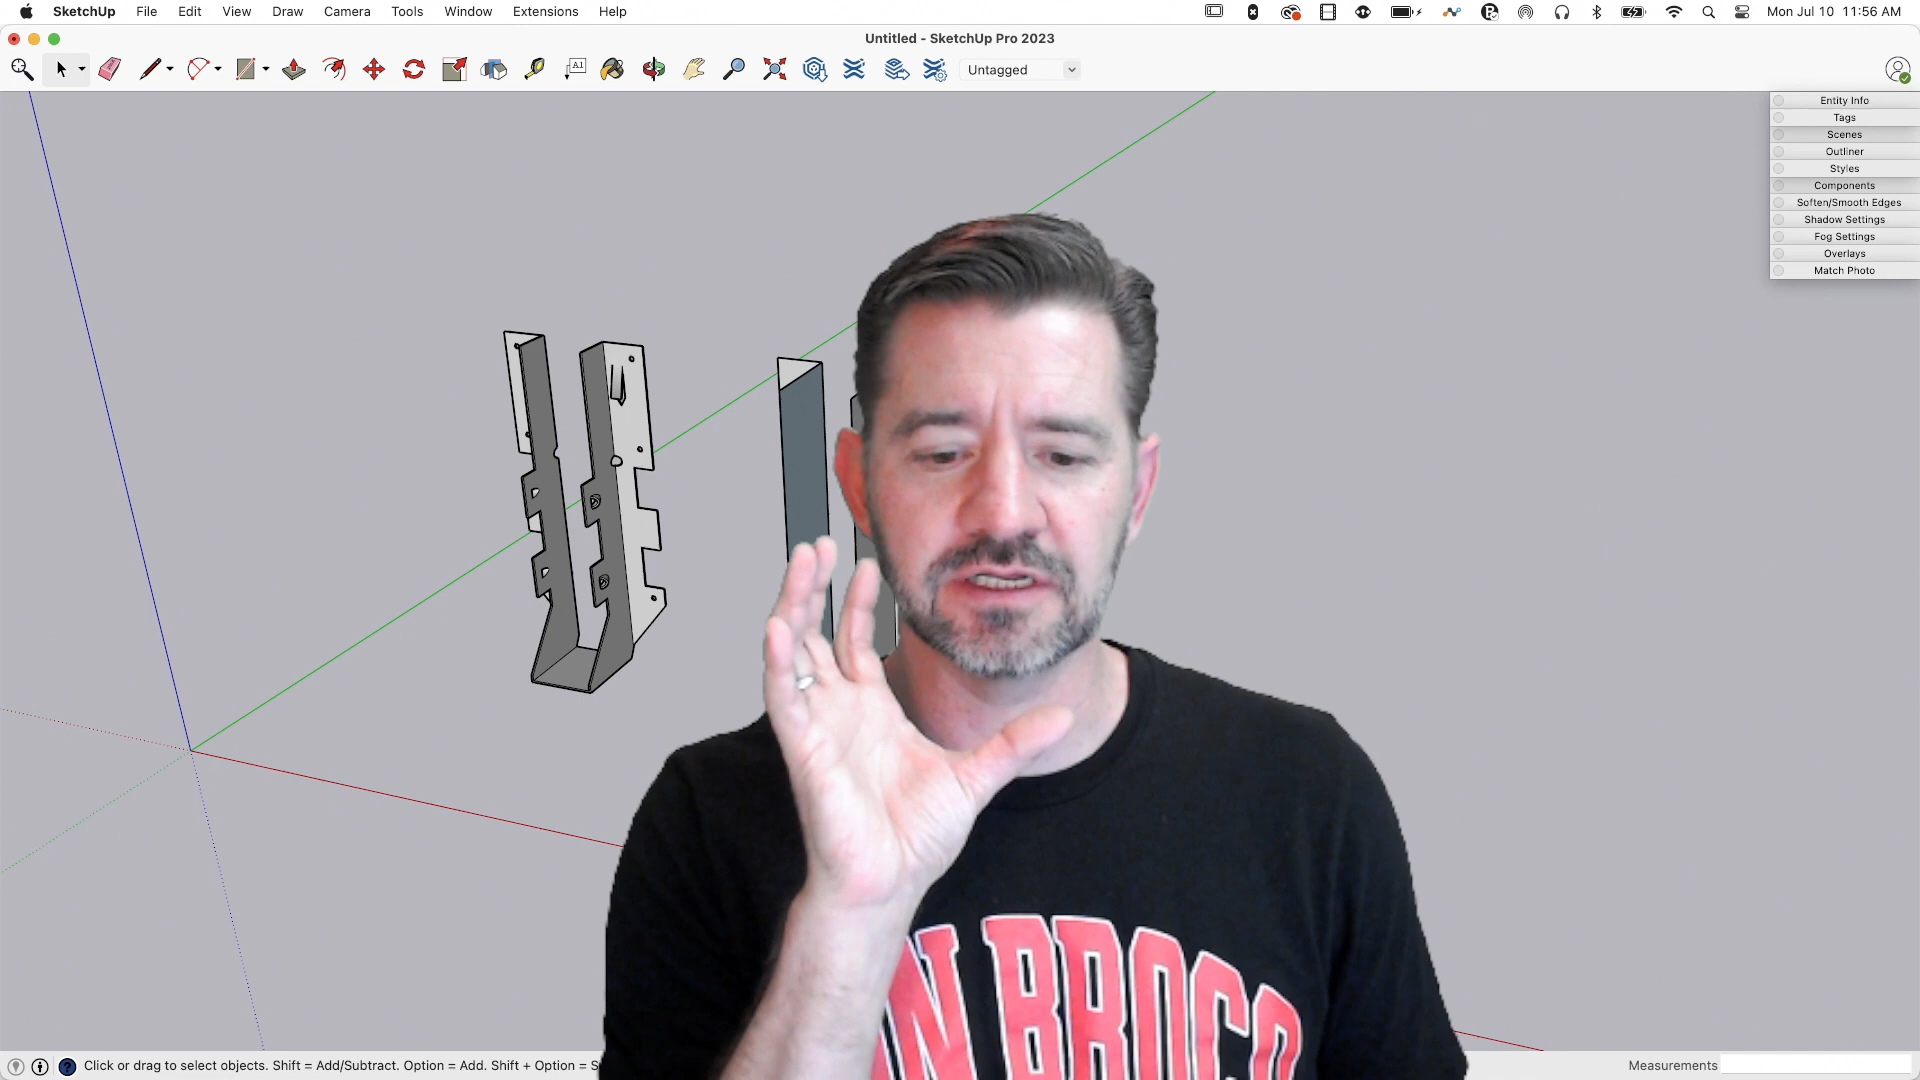 SketchUp File Edit View Draw Camera Tools Window Extensions Help Mon Jul 10 11:56 AM
Untitled - SketchUp Pro 2023
A1 Untagged
Entity Info
Tags
Scenes
Outliner
Styles
Components
Soften/Smooth Edges
Shadow Settings
Fog Settings
Overlays
Match Photo
N BROCO
Click or drag to select objects. Shift = Add/Subtract. Option = Add. Shift + Option = S
Measurements